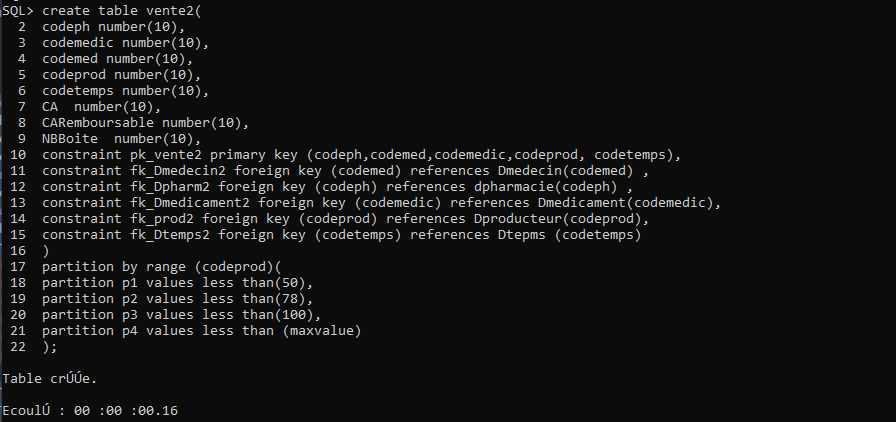 SQL> create table vente2(
  2  codeph number(10),
  3  codemedic number(10),
  4  codemed number(10),
  5  codeprod number(10),
  6  codetemps number(10),
  7  CA  number(10),
  8  CARemboursable number(10),
  9  NBBoite  number(10),
 10  constraint pk_vente2 primary key (codeph,codemed,codemedic,codeprod, codetemps),
 11  constraint fk_Dmedecin2 foreign key (codemed) references Dmedecin(codemed) ,
 12  constraint fk_Dpharm2 foreign key (codeph) references dpharmacie(codeph) ,
 13  constraint fk_Dmedicament2 foreign key (codemedic) references Dmedicament(codemedic),
 14  constraint fk_prod2 foreign key (codeprod) references Dproducteur(codeprod),
 15  constraint fk_Dtemps2 foreign key (codetemps) references Dtepms (codetemps)
 16  )
 17  partition by range (codeprod)(
 18  partition p1 values less than(50),
 19  partition p2 values less than(78),
 20  partition p3 values less than(100),
 21  partition p4 values less than (maxvalue)
 22  );
Table crÚÚe.
EcoulÚ : 00 :00 :00.16